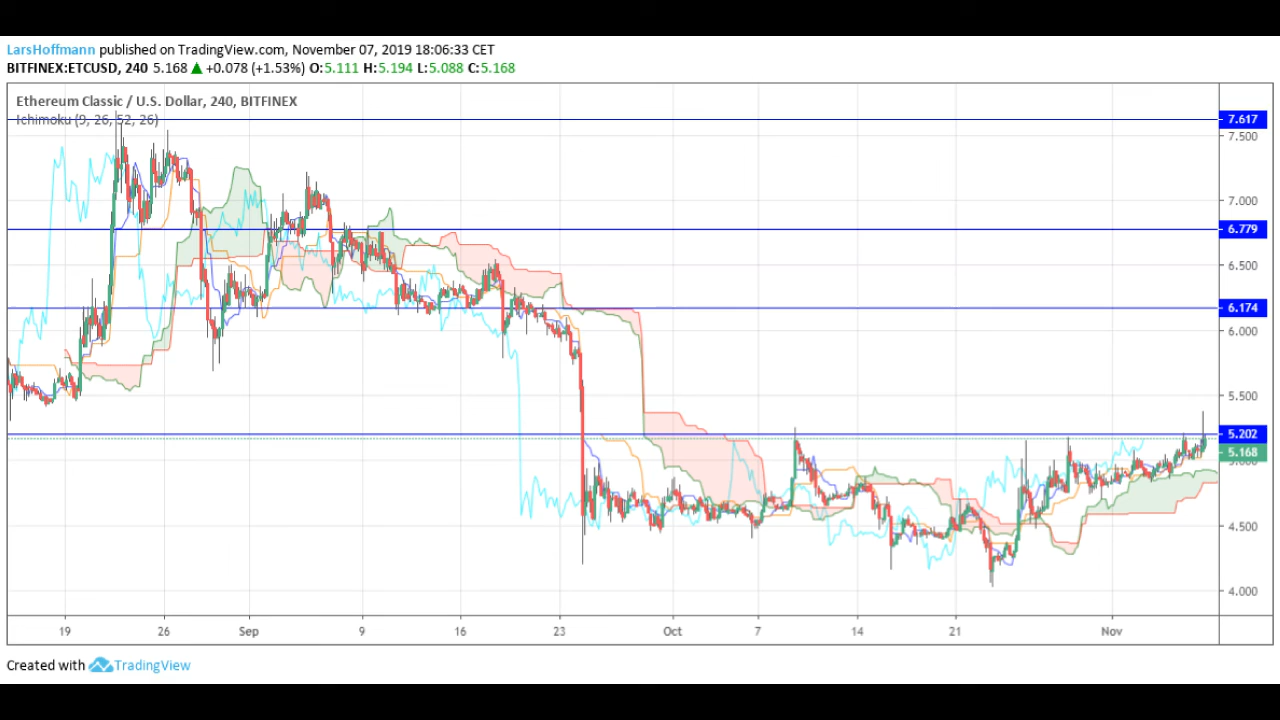 LarsHoffmann published on TradingView.com, November 07, 2019 18:06:33 CET
BITFINEX:ETCUSD, 240 5.168 ▲ +0.078 (+1.53%) O:5.111 H:5.194 L:5.088 C:5.168
Ethereum Classic / U.S. Dollar, 240, BITFINEX
Ichimoku (9, 26, 52, 26)
7.617
7.500
7.000
6.779
6.500
6.174
6.000
5.500
5.202
5.168
5.000
4.500
4.000
19 26 Sep 9 16 23 Oct 7 14 21 Nov
Created with TradingView